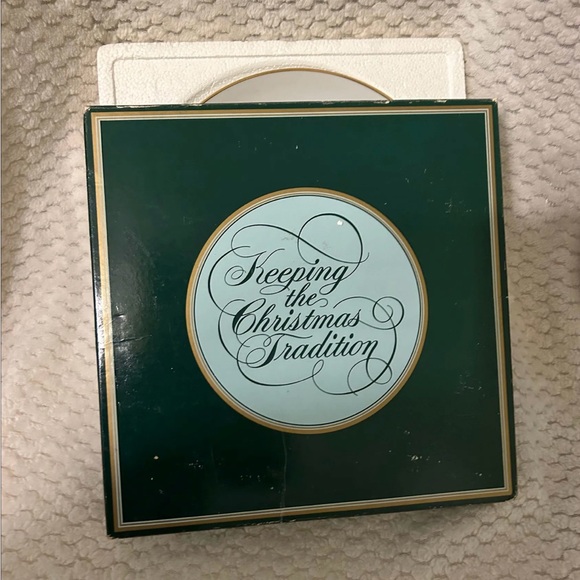 Keeping
the
Christmas
Tradition